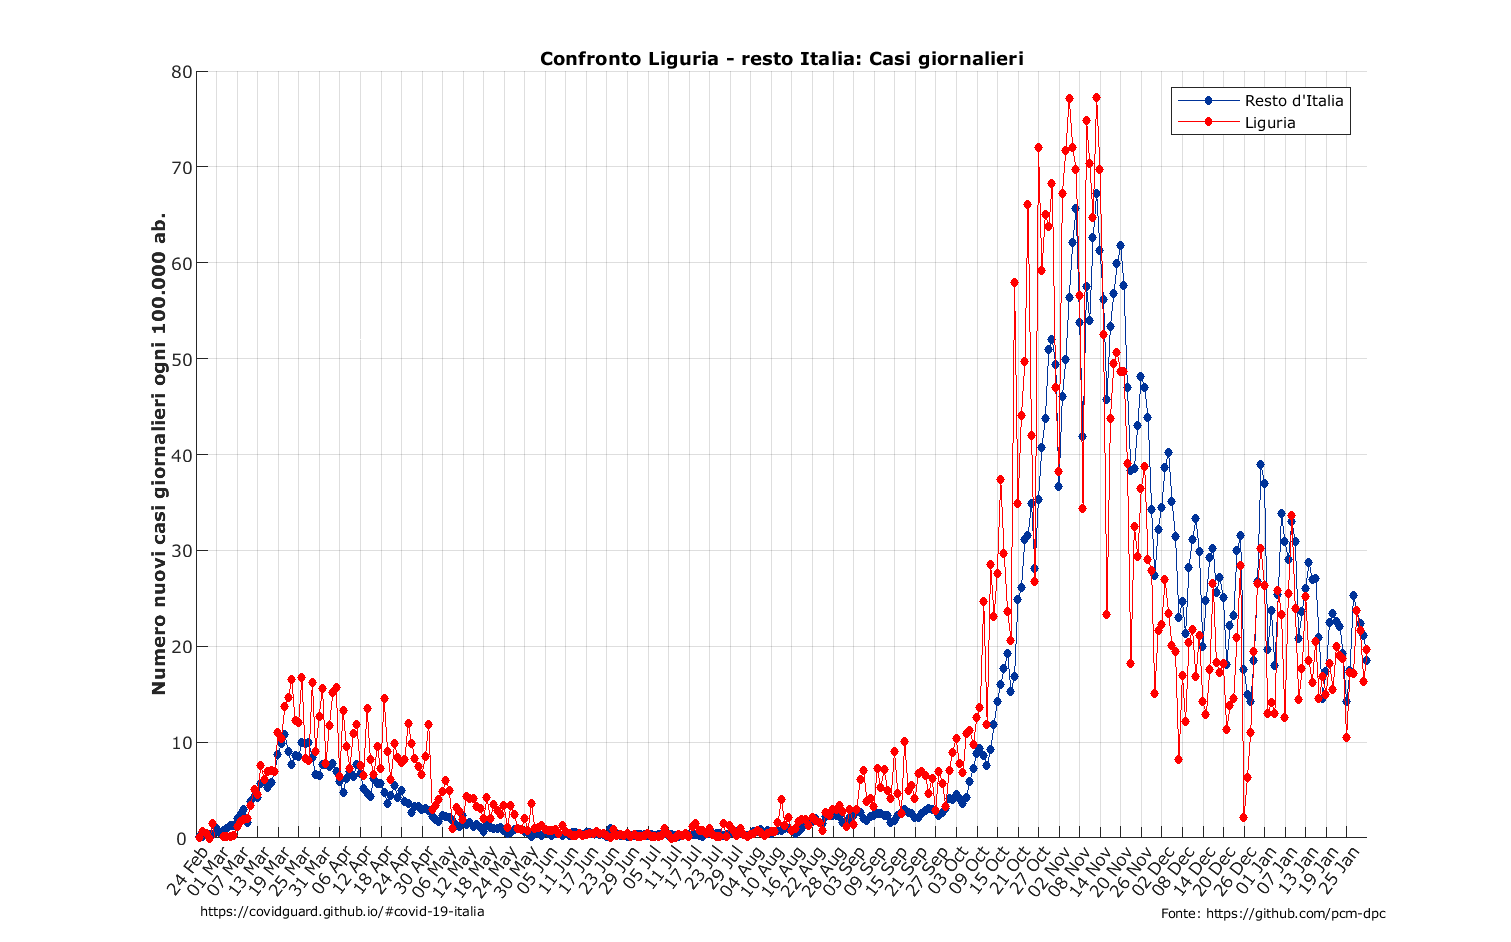 Confronto Liguria - resto Italia: Casi giornalieri
Numero nuovi casi giornalieri ogni 100.000 ab.
80
70
60
50
40
30
20
10
0
Resto d'Italia
Liguria
24 Feb
01 Mar
07 Mar
13 Mar
19 Mar
25 Mar
31 Mar
06 Apr
12 Apr
18 Apr
24 Apr
30 Apr
06 May
12 May
18 May
24 May
30 May
05 Jun
11 Jun
17 Jun
23 Jun
29 Jun
05 Jul
11 Jul
17 Jul
23 Jul
29 Jul
04 Aug
10 Aug
16 Aug
22 Aug
28 Aug
03 Sep
09 Sep
15 Sep
21 Sep
27 Sep
03 Oct
09 Oct
15 Oct
21 Oct
27 Oct
02 Nov
08 Nov
14 Nov
20 Nov
26 Nov
02 Dec
08 Dec
14 Dec
20 Dec
26 Dec
01 Jan
07 Jan
13 Jan
19 Jan
25 Jan
https://covidguard.github.io/#covid-19-italia
Fonte: https://github.com/pcm-dpc